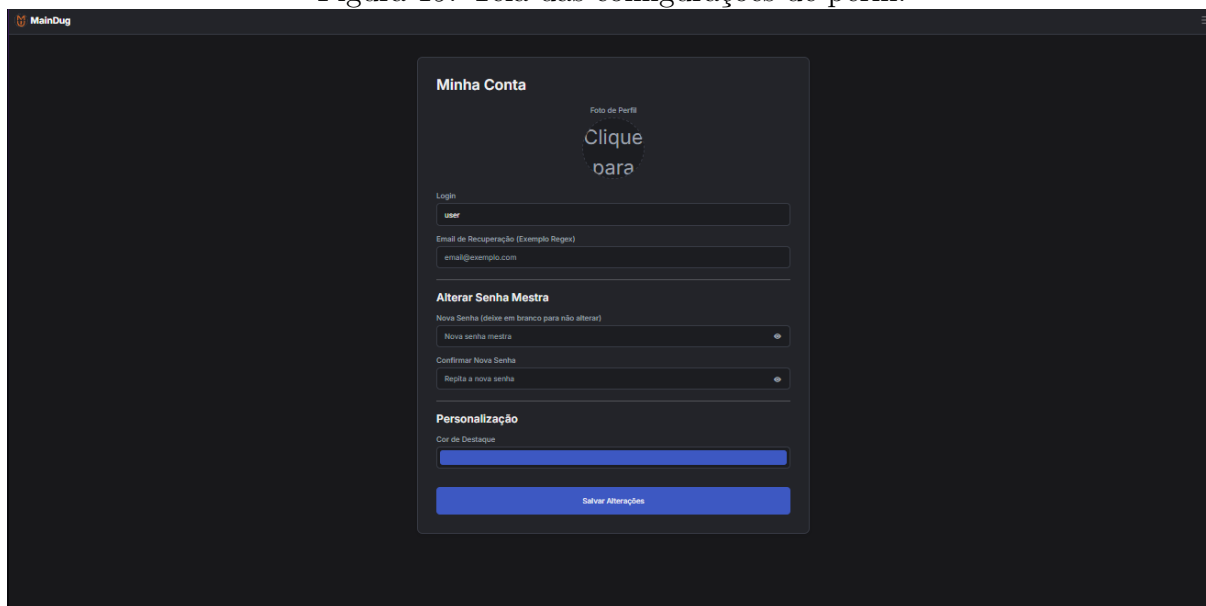 MainDug
Minha Conta
Foto de Perfil
Clique
para
Login
user
Email de Recuperação (Exemplo Regex)
email@exemplo.com
Alterar Senha Mestra
Nova Senha (deixe em branco para não alterar)
Nova senha mestra
Confirmar Nova Senha
Repita a nova senha
Personalização
Cor de Destaque
Salvar Alterações